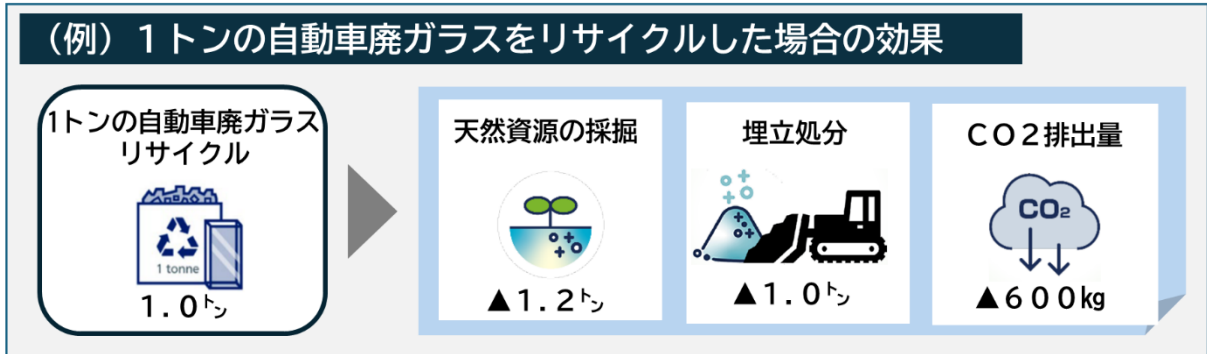 （例）１トンの自動車廃ガラスをリサイクルした場合の効果
1トンの自動車廃ガラス
リサイクル
1 tonne
１.０㌧
天然資源の採掘
▲１.２㌧
埋立処分
▲１.０㌧
ＣＯ２排出量
CO₂
▲６００㎏